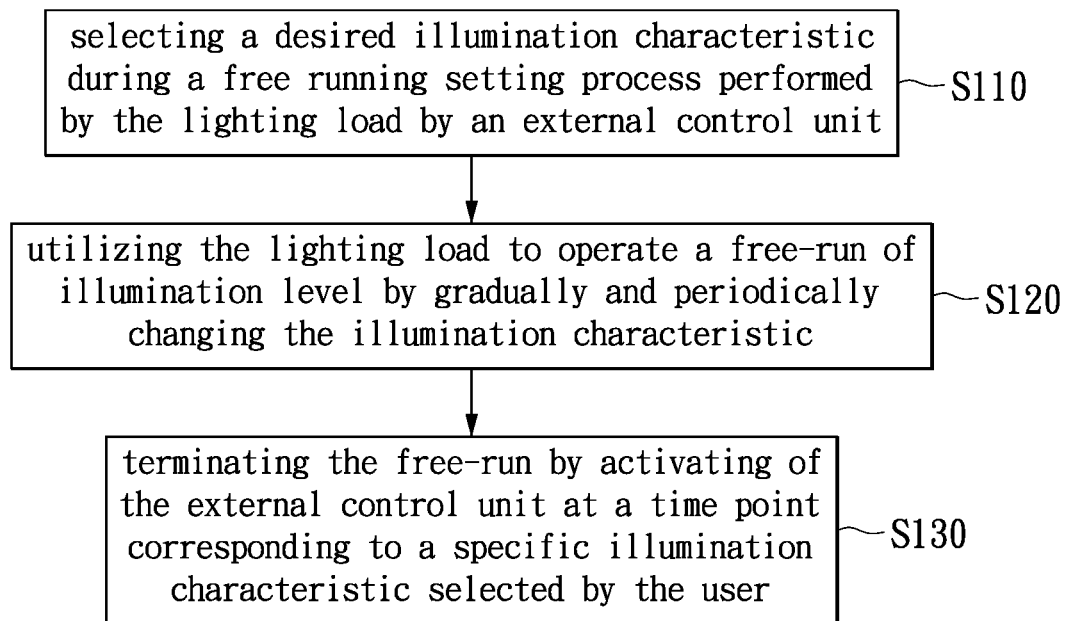 selecting a desired illumination characteristic
during a free running setting process performed
by the lighting load by an external control unit
S110
utilizing the lighting load to operate a free-run of
illumination level by gradually and periodically
changing the illumination characteristic
S120
terminating the free-run by activating of
the external control unit at a time point
corresponding to a specific illumination
characteristic selected by the user
S130